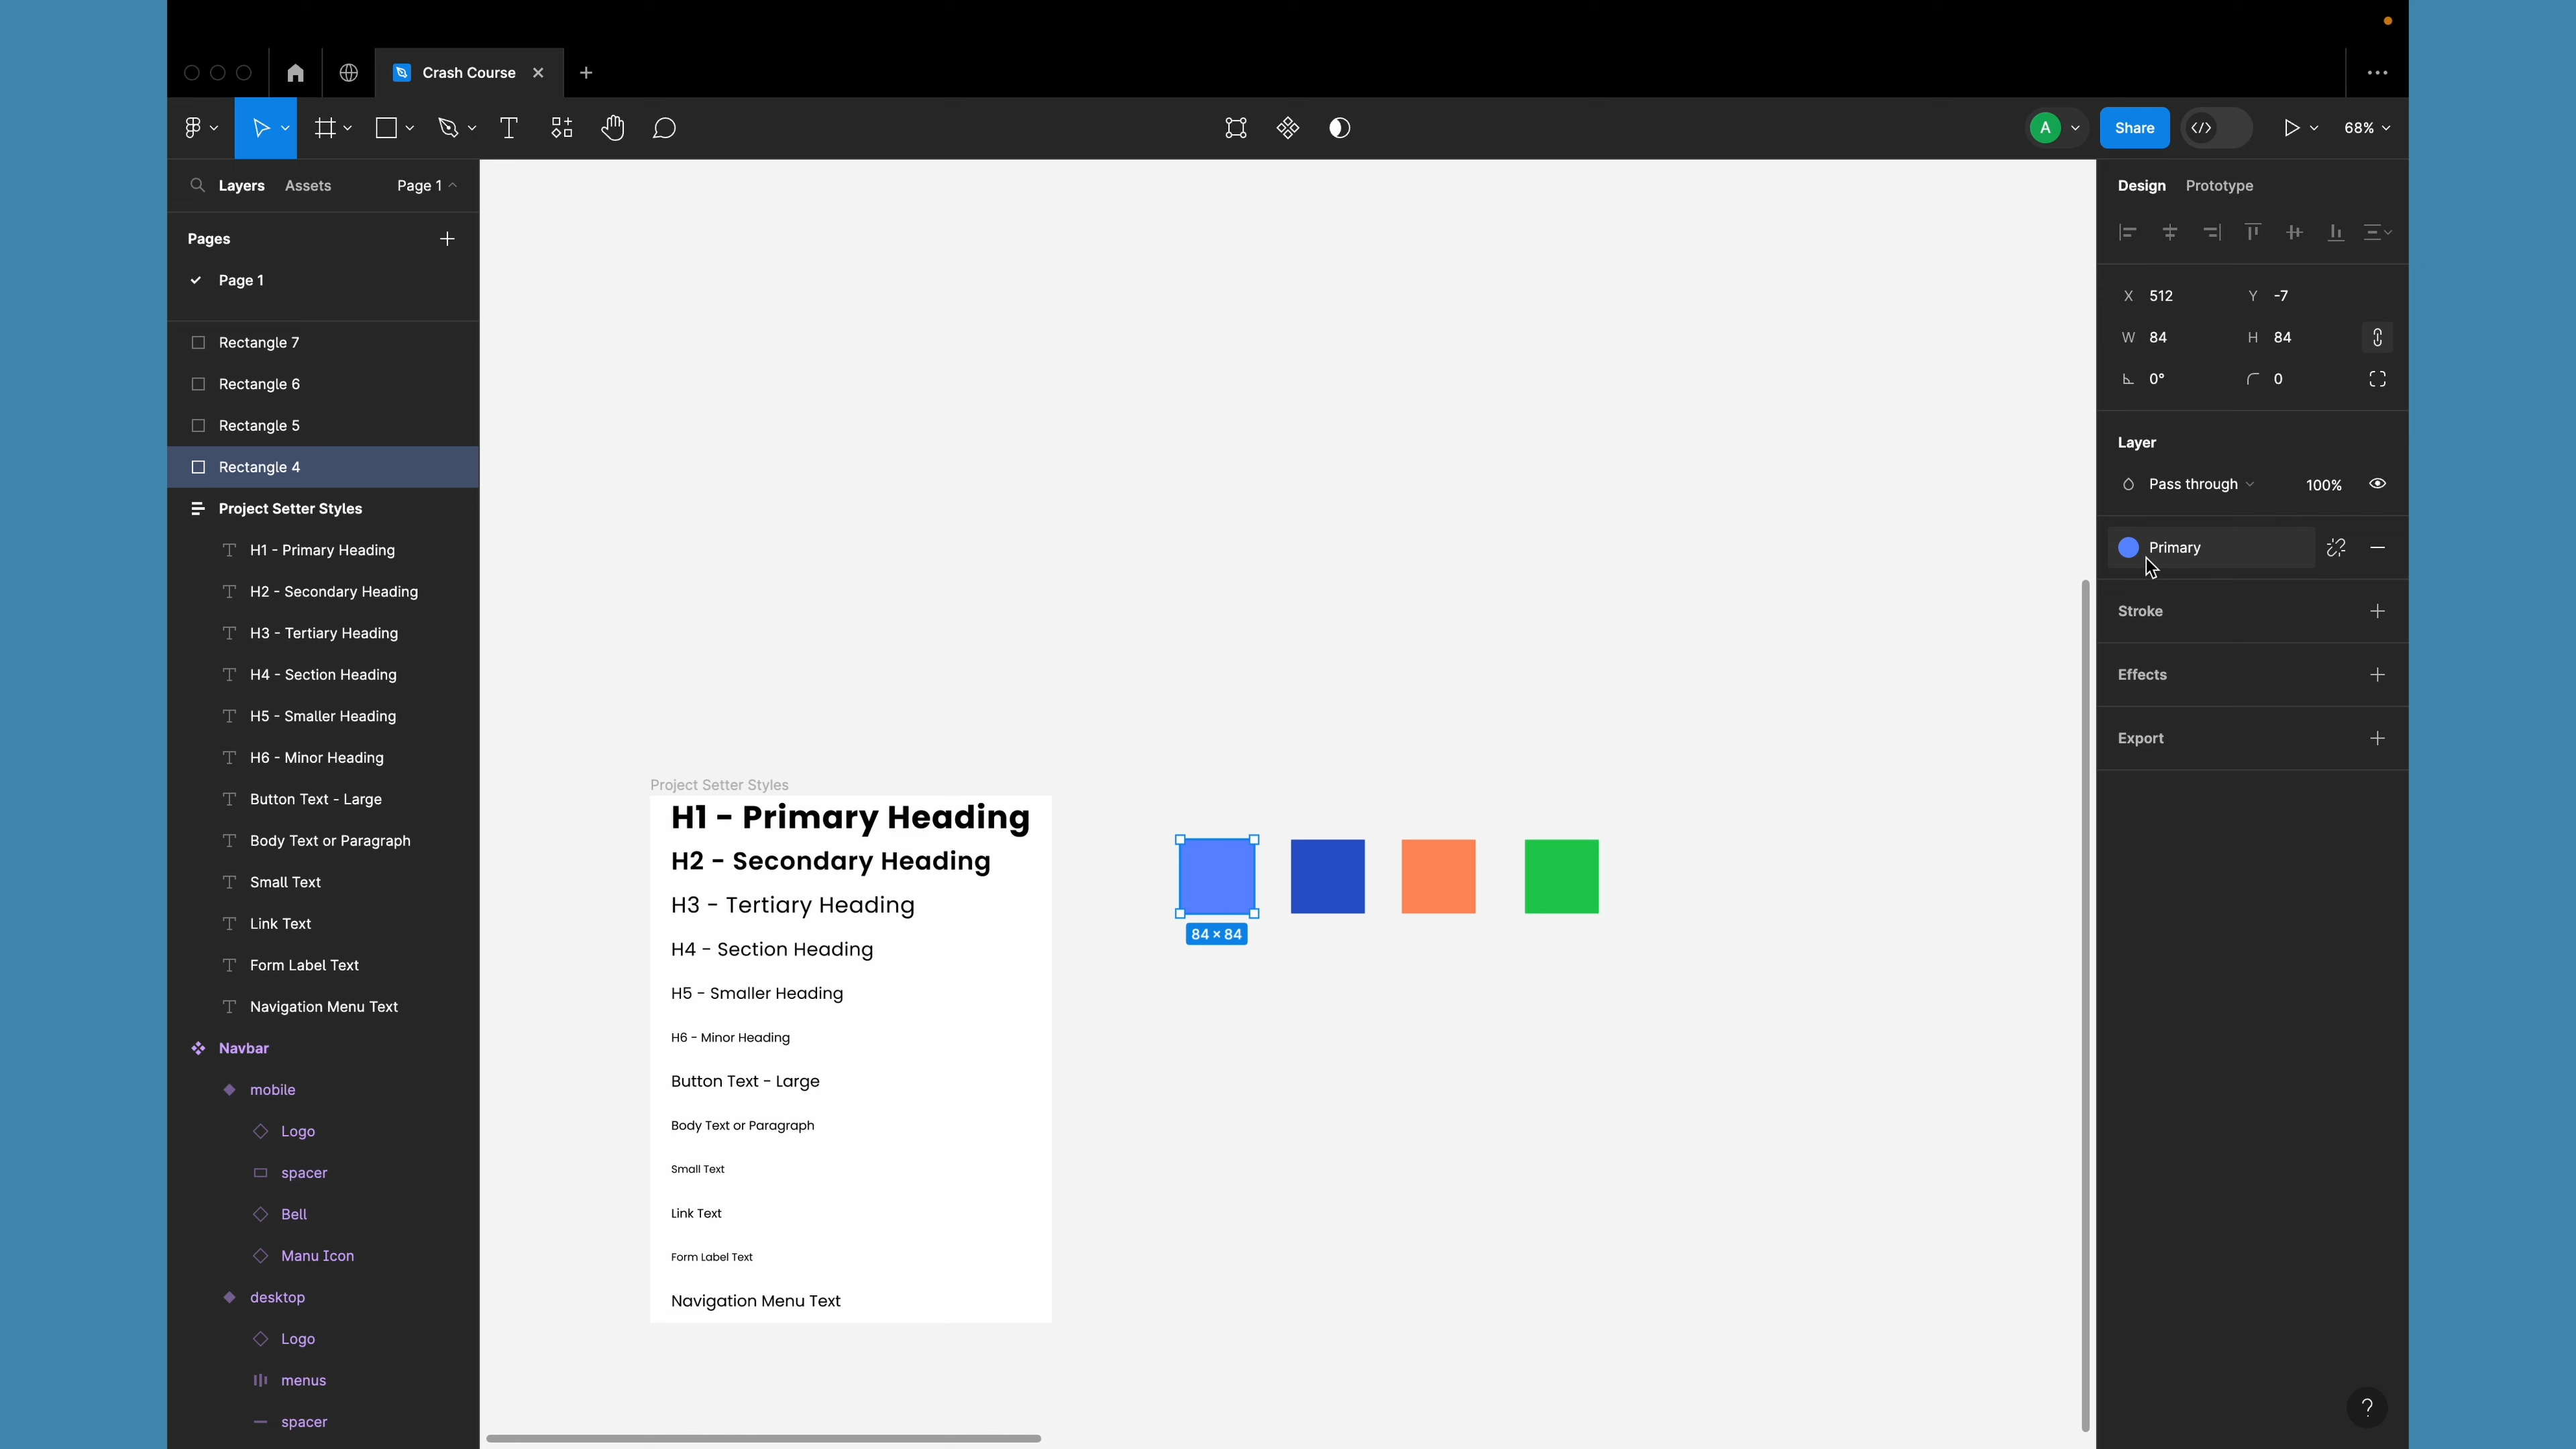 Crash Course
A
Share
68%
Layers
Assets
Page 1
Pages
Page 1
Rectangle 7
Rectangle 6
Rectangle 5
Rectangle 4
Project Setter Styles
H1 - Primary Heading
H2 - Secondary Heading
H3 - Tertiary Heading
H4 - Section Heading
H5 - Smaller Heading
H6 - Minor Heading
Button Text - Large
Body Text or Paragraph
Small Text
Link Text
Form Label Text
Navigation Menu Text
Navbar
mobile
Logo
spacer
Bell
Manu Icon
desktop
Logo
menus
spacer
Project Setter Styles
H1 - Primary Heading
H2 - Secondary Heading
H3 - Tertiary Heading
H4 - Section Heading
H5 - Smaller Heading
H6 - Minor Heading
Button Text - Large
Body Text or Paragraph
Small Text
Link Text
Form Label Text
Navigation Menu Text
84 × 84
Design
Prototype
X 512 Y -7
W 84 H 84
0° 0
Layer
Pass through 100%
Primary
Stroke
Effects
Export
?